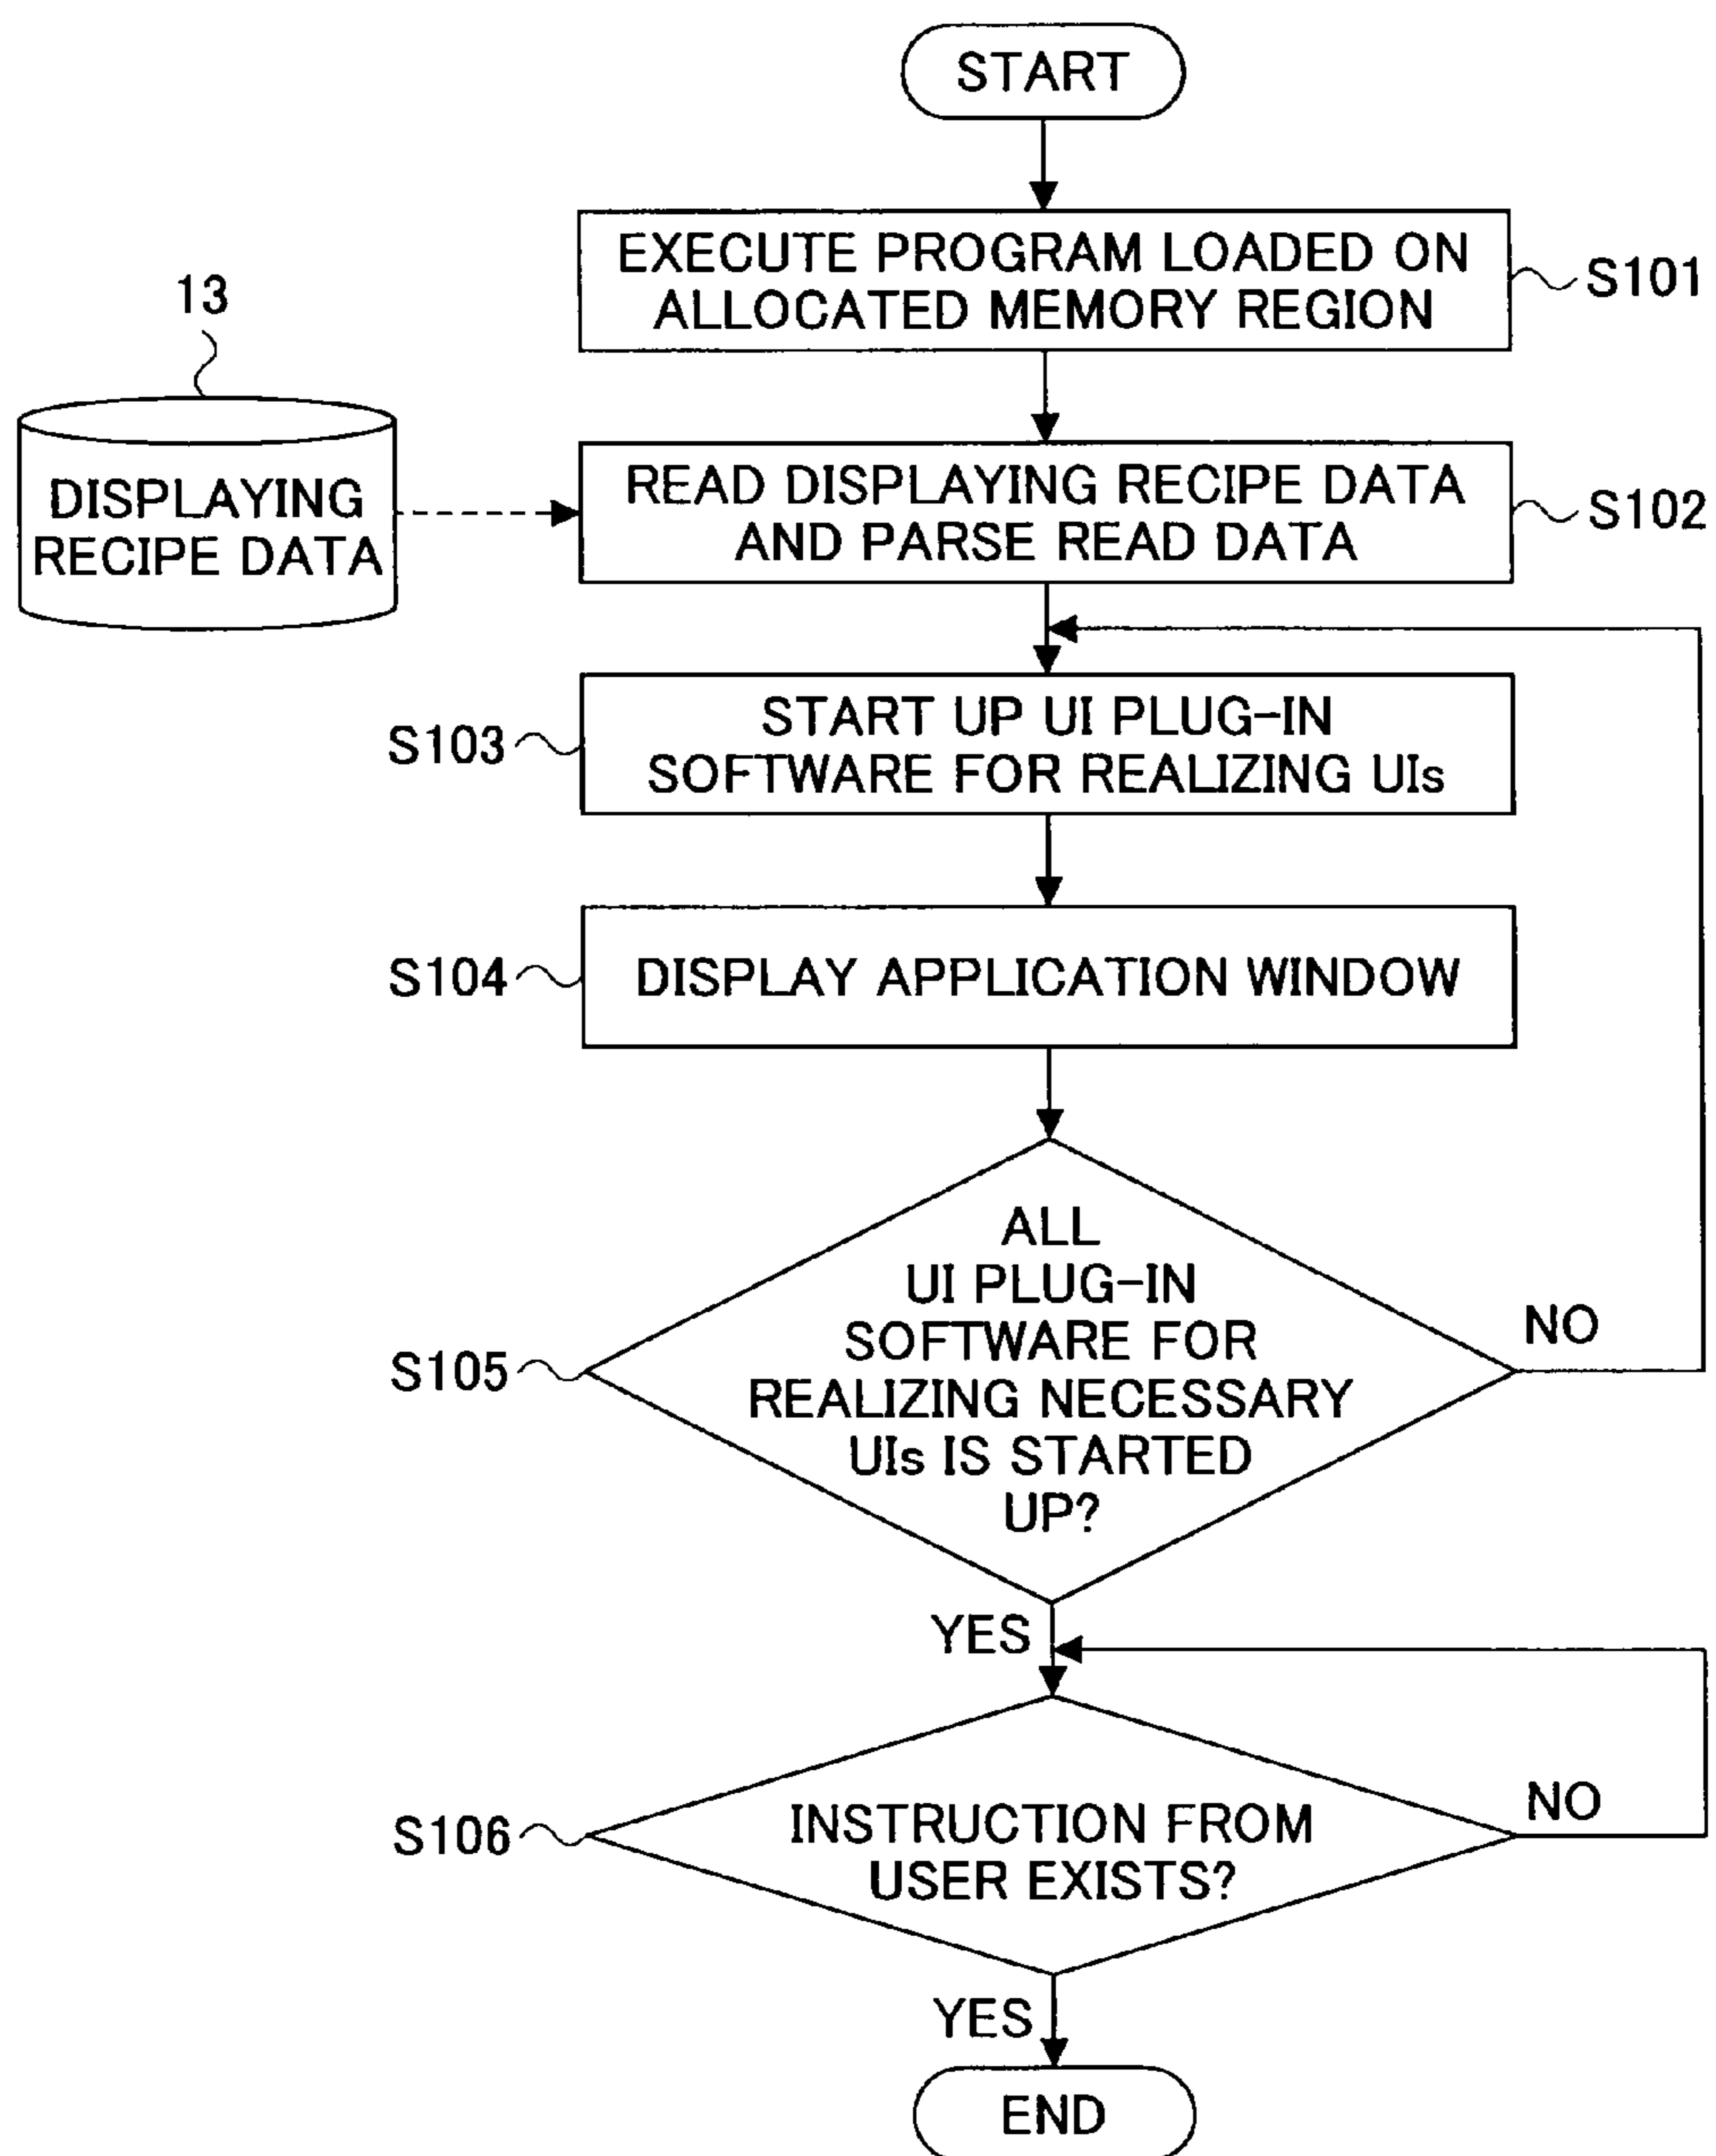 START
EXECUTE PROGRAM LOADED ON
ALLOCATED MEMORY REGION
S101
13
DISPLAYING
RECIPE DATA
READ DISPLAYING RECIPE DATA
AND PARSE READ DATA
S102
S103
START UP UI PLUG-IN
SOFTWARE FOR REALIZING UIs
S104
DISPLAY APPLICATION WINDOW
S105
ALL
UI PLUG-IN
SOFTWARE FOR
REALIZING NECESSARY
UIs IS STARTED
UP?
NO
YES
S106
INSTRUCTION FROM
USER EXISTS?
NO
YES
END